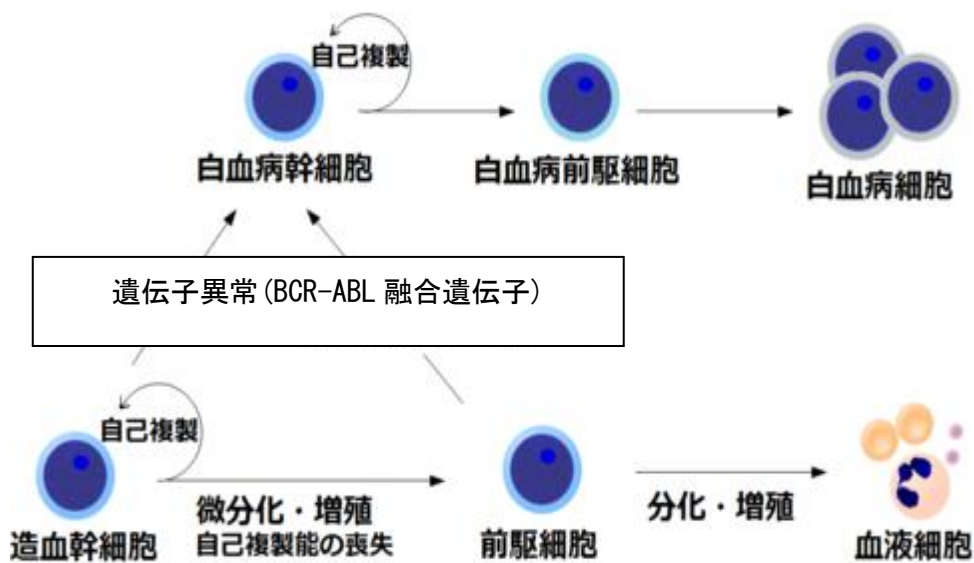 自己複製
白血病幹細胞
白血病前駆細胞
白血病細胞
遺伝子異常(BCR-ABL 融合遺伝子)
自己複製
造血幹細胞
微分化・増殖
自己複製能の喪失
前駆細胞
分化・増殖
血液細胞